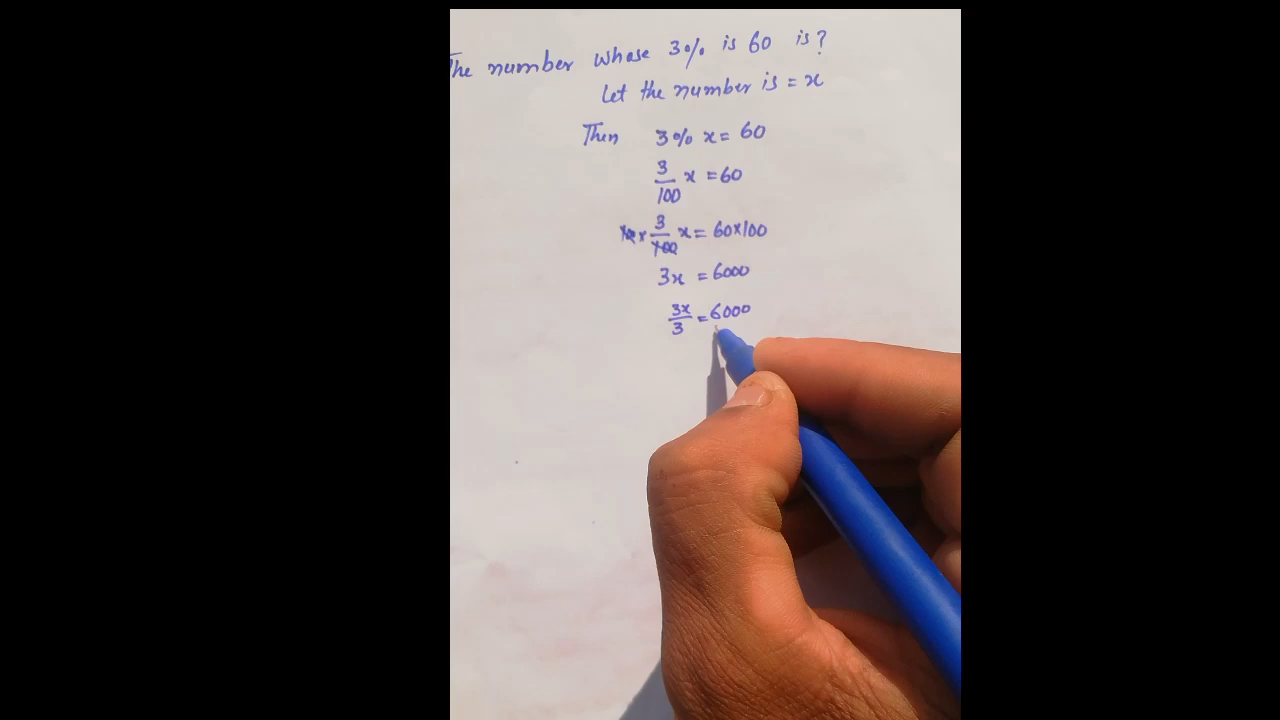 The number whose 3% is 60 is?
Let the number is = x
Then 3% x = 60
3/100 x = 60
100 × 3/100 x = 60×100
3x = 6000
3x/3 = 6000